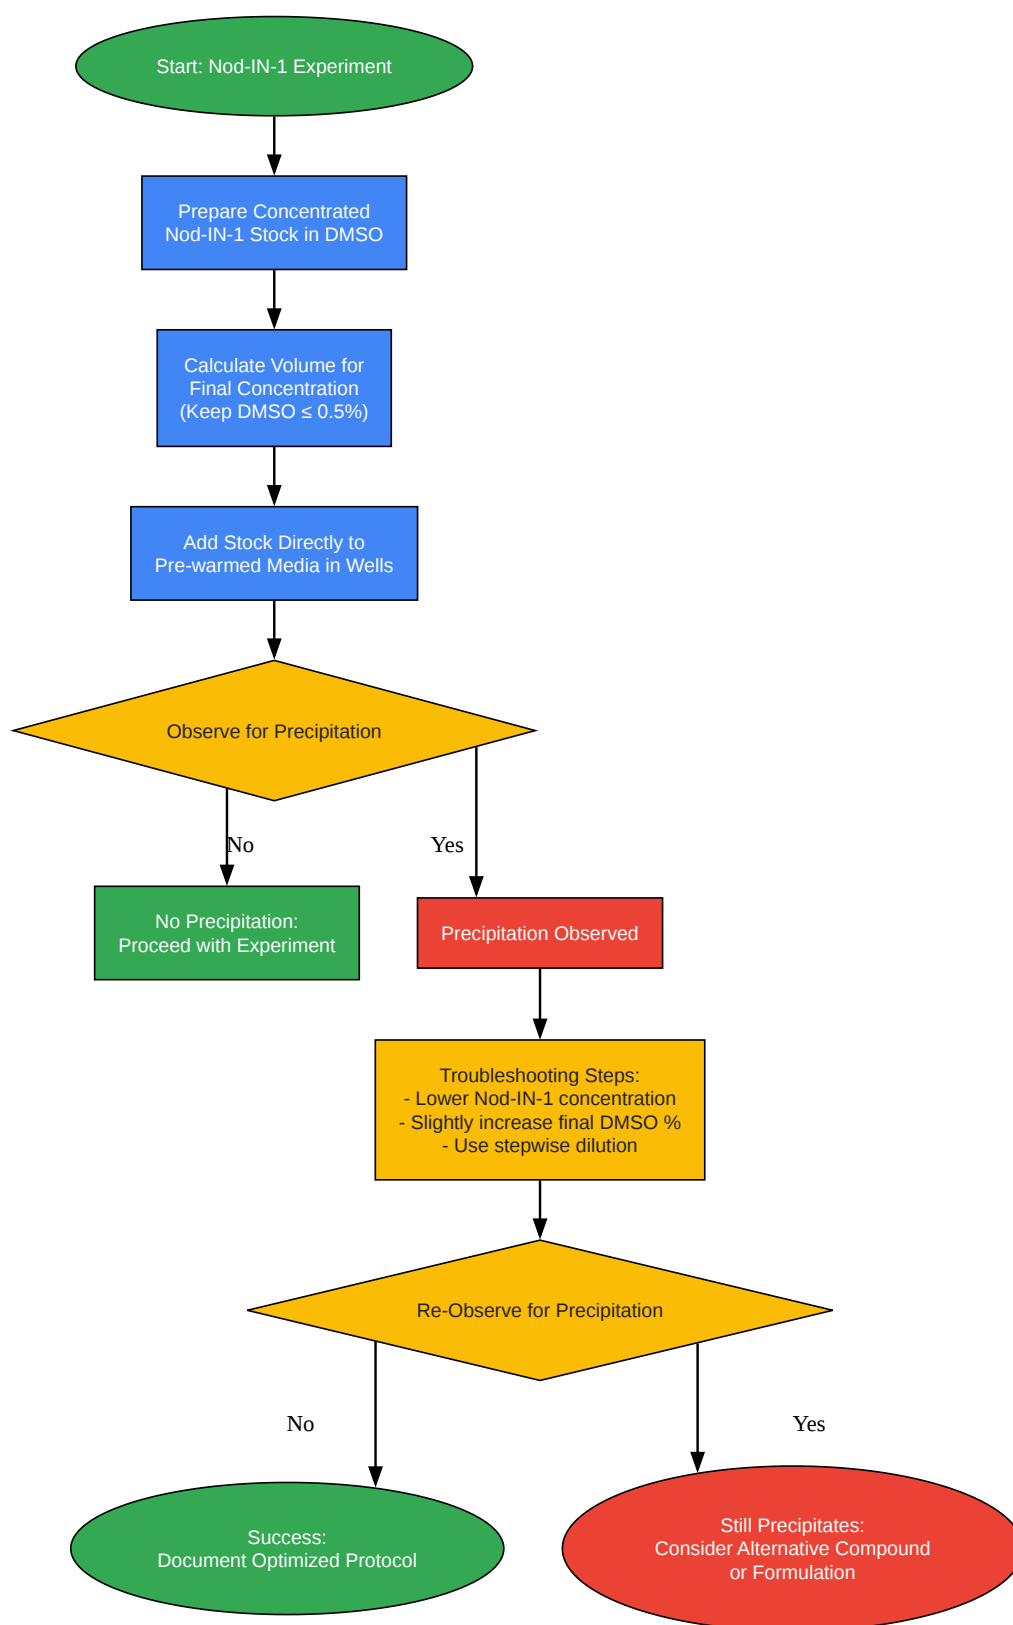 Start: Nod-IN-1 Experiment
Prepare Concentrated
Nod-IN-1 Stock in DMSO
Calculate Volume for
Final Concentration
(Keep DMSO ≤ 0.5%)
Add Stock Directly to
Pre-warmed Media in Wells
Observe for Precipitation
No
Yes
No Precipitation:
Proceed with Experiment
Precipitation Observed
Troubleshooting Steps:
- Lower Nod-IN-1 concentration
- Slightly increase final DMSO %
- Use stepwise dilution
Re-Observe for Precipitation
No
Yes
Success:
Document Optimized Protocol
Still Precipitates:
Consider Alternative Compound
or Formulation